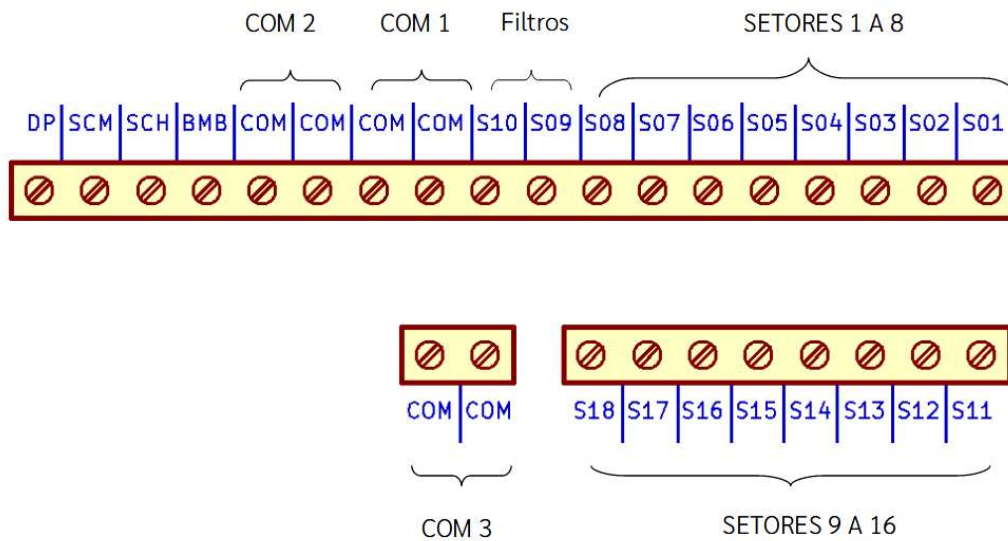 COM 2 COM 1 Filtros SETORES 1 A 8
DP SCM SCH BMB COM COM COM COM S10 S09 S08 S07 S06 S05 S04 S03 S02 S01
COM COM S18 S17 S16 S15 S14 S13 S12 S11
COM 3 SETORES 9 A 16